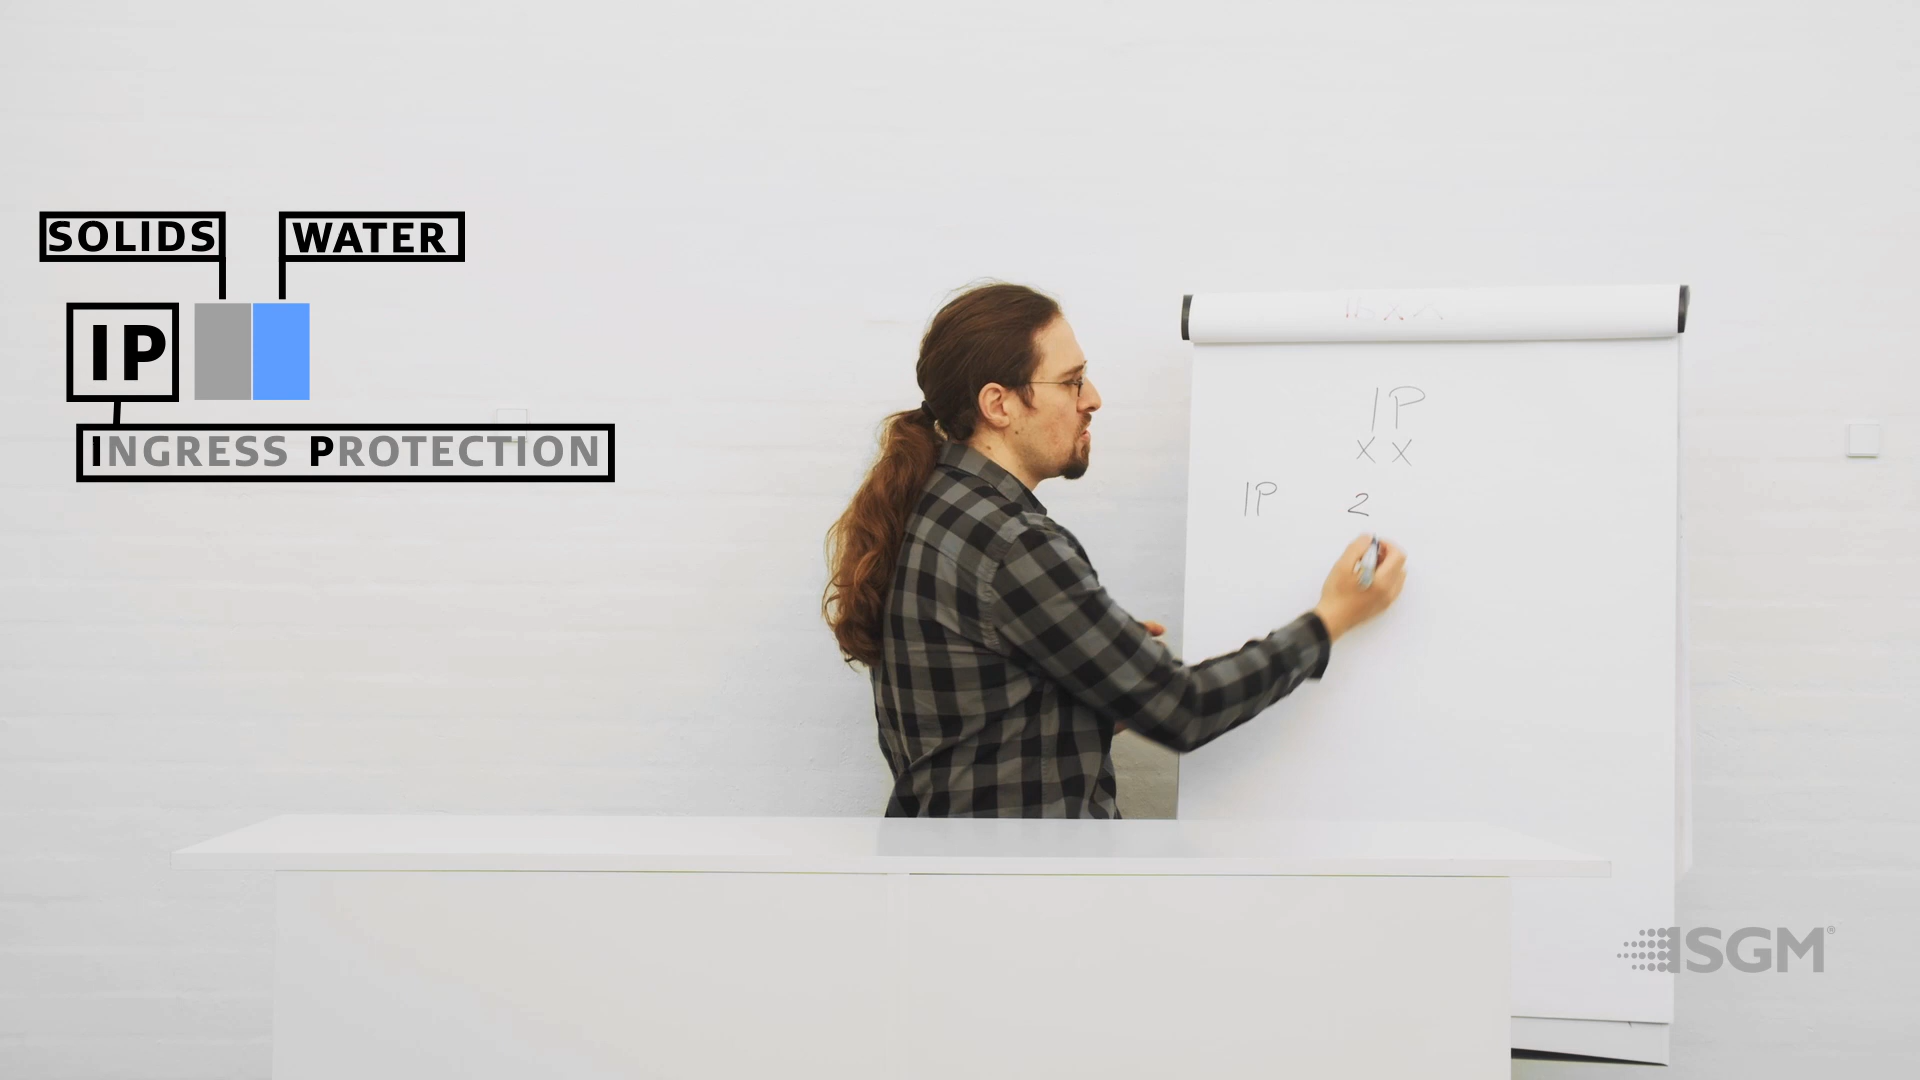 SOLIDS
WATER
IP
INGRESS PROTECTION
IP
X X
IP 2
SGM®